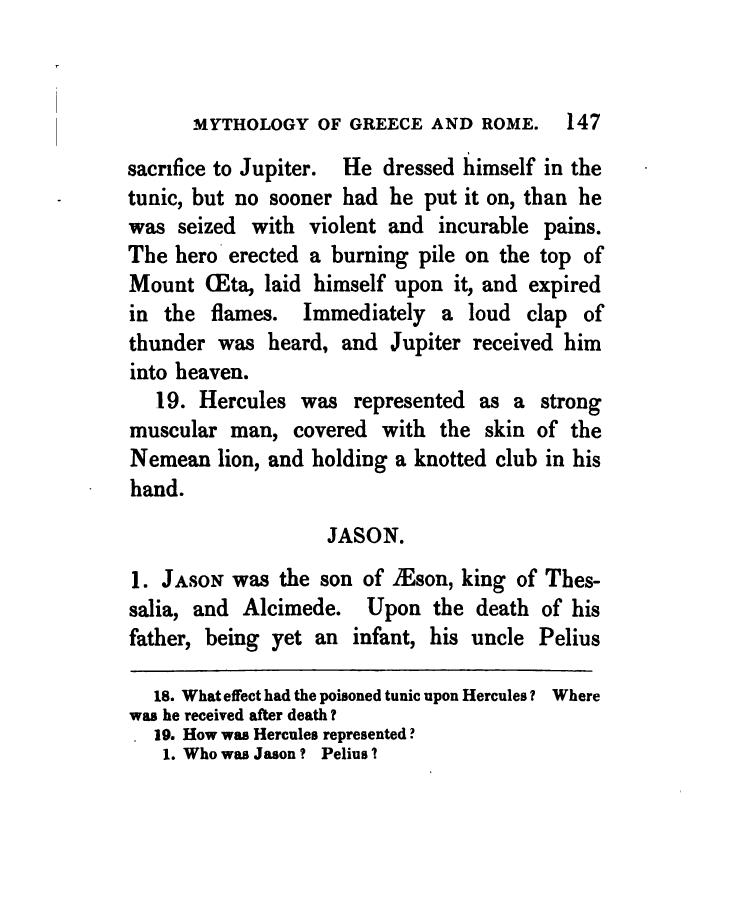 MYTHOLOGY OF GREECE AND ROME. 147
sacrifice to Jupiter. He dressed himself in the
tunic, but no sooner had he put it on, than he
was seized with violent and incurable pains.
The hero erected a burning pile on the top of
Mount Œta, laid himself upon it, and expired
in the flames. Immediately a loud clap of
thunder was heard, and Jupiter received him
into heaven.
19. Hercules was represented as a strong
muscular man, covered with the skin of the
Nemean lion, and holding a knotted club in his
hand.
JASON.
1. JASON was the son of Æson, king of Thes-
salia, and Alcimede. Upon the death of his
father, being yet an infant, his uncle Pelius
18. What effect had the poisoned tunic upon Hercules? Where
was he received after death?
19. How was Hercules represented?
1. Who was Jason? Pelius?